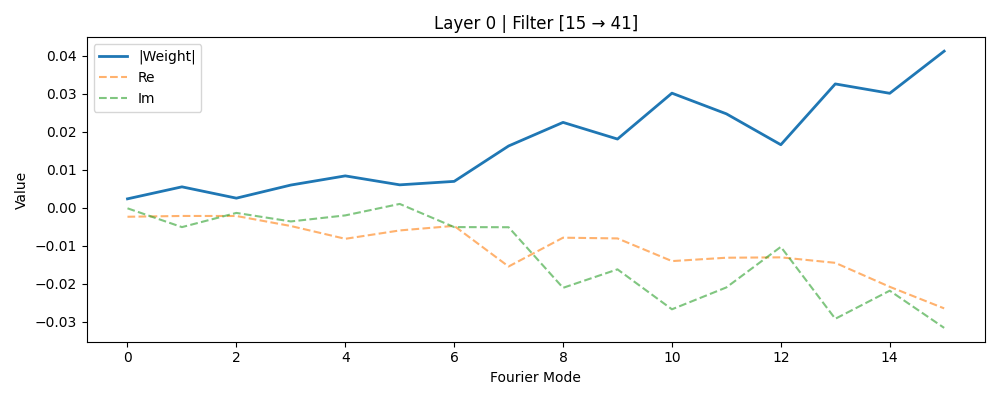 Layer 0 | Filter [15 → 41]
|Weight|
Re
Im
Value
0.04
0.03
0.02
0.01
0.00
−0.01
−0.02
−0.03
0 2 4 6 8 10 12 14
Fourier Mode